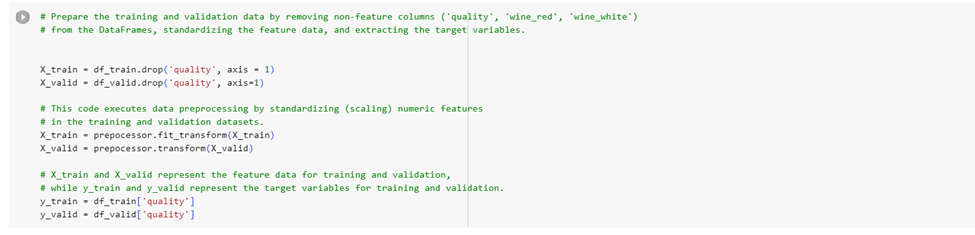 # Prepare the training and validation data by removing non-feature columns ('quality', 'wine_red', 'wine_white')
# from the DataFrames, standardizing the feature data, and extracting the target variables.
X_train = df_train.drop('quality', axis = 1)
X_valid = df_valid.drop('quality', axis=1)
# This code executes data preprocessing by standardizing (scaling) numeric features
# in the training and validation datasets.
X_train = prepocessor.fit_transform(X_train)
X_valid = prepocessor.transform(X_valid)
# X_train and X_valid represent the feature data for training and validation,
# while y_train and y_valid represent the target variables for training and validation.
y_train = df_train['quality']
y_valid = df_valid['quality']